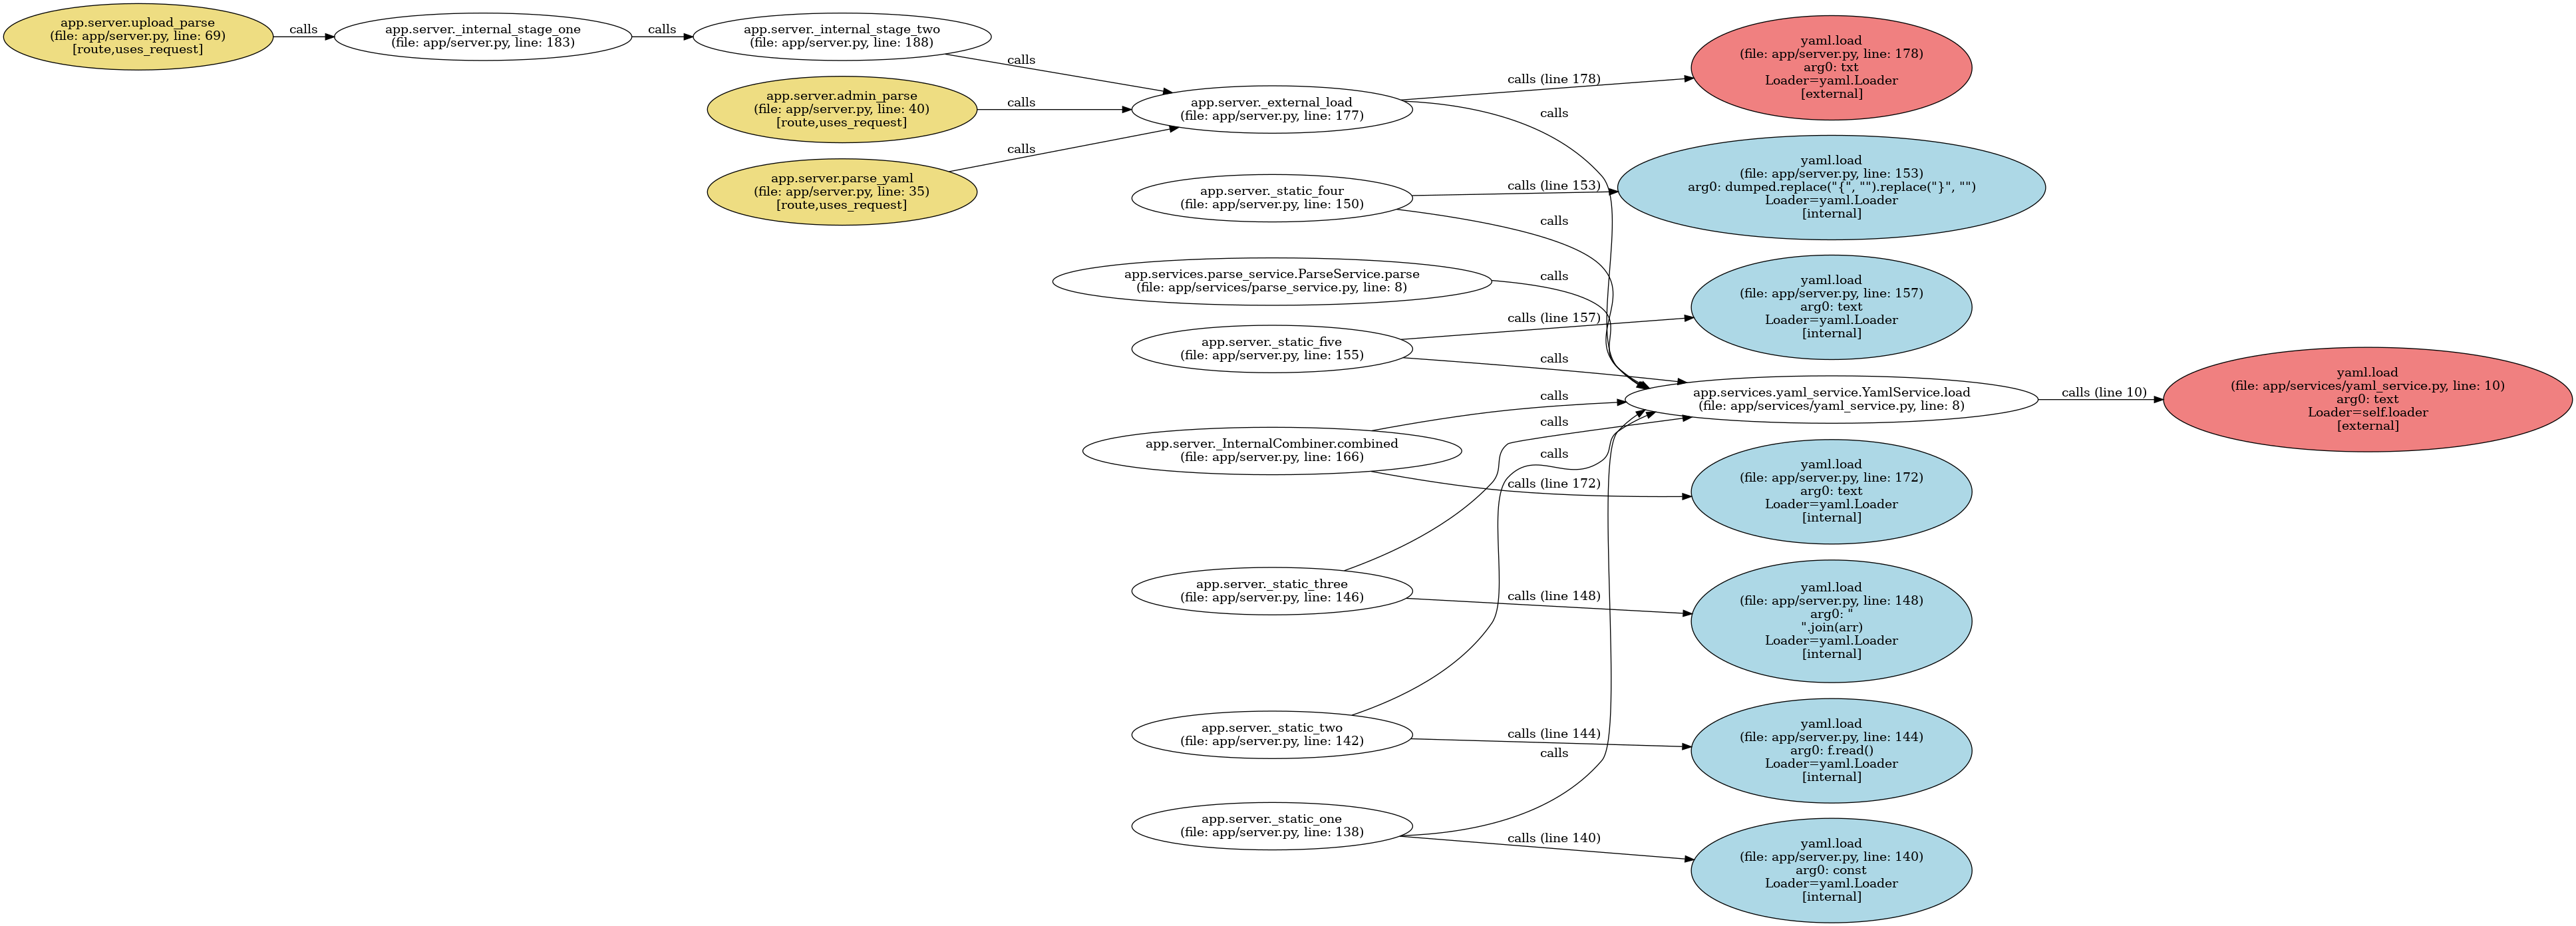 app.server.upload_parse
(file: app/server.py, line: 69)
[route,uses_request]
calls
app.server._internal_stage_one
(file: app/server.py, line: 183)
calls
app.server._internal_stage_two
(file: app/server.py, line: 188)
calls
app.server.admin_parse
(file: app/server.py, line: 40)
[route,uses_request]
calls
app.server.parse_yaml
(file: app/server.py, line: 35)
[route,uses_request]
calls
app.server._external_load
(file: app/server.py, line: 177)
calls (line 178)
calls
yaml.load
(file: app/server.py, line: 178)
arg0: txt
Loader=yaml.Loader
[external]
app.server._static_four
(file: app/server.py, line: 150)
calls (line 153)
calls
yaml.load
(file: app/server.py, line: 153)
arg0: dumped.replace("{", "").replace("}", "")
Loader=yaml.Loader
[internal]
app.services.parse_service.ParseService.parse
(file: app/services/parse_service.py, line: 8)
calls
app.server._static_five
(file: app/server.py, line: 155)
calls (line 157)
calls
yaml.load
(file: app/server.py, line: 157)
arg0: text
Loader=yaml.Loader
[internal]
app.services.yaml_service.YamlService.load
(file: app/services/yaml_service.py, line: 8)
calls (line 10)
yaml.load
(file: app/services/yaml_service.py, line: 10)
arg0: text
Loader=self.loader
[external]
app.server._InternalCombiner.combined
(file: app/server.py, line: 166)
calls
calls (line 172)
yaml.load
(file: app/server.py, line: 172)
arg0: text
Loader=yaml.Loader
[internal]
app.server._static_three
(file: app/server.py, line: 146)
calls
calls (line 148)
yaml.load
(file: app/server.py, line: 148)
arg0: "
".join(arr)
Loader=yaml.Loader
[internal]
app.server._static_two
(file: app/server.py, line: 142)
calls
calls (line 144)
yaml.load
(file: app/server.py, line: 144)
arg0: f.read()
Loader=yaml.Loader
[internal]
app.server._static_one
(file: app/server.py, line: 138)
calls
calls (line 140)
yaml.load
(file: app/server.py, line: 140)
arg0: const
Loader=yaml.Loader
[internal]